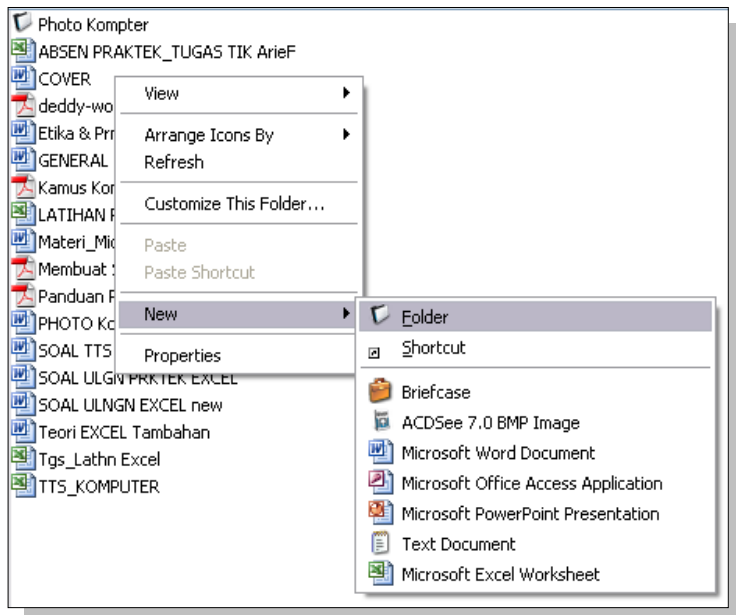 Photo Kompter
ABSEN PRAKTEK_TUGAS TIK ArieF
COVER
deddy-wo
Etika & Prr
GENERAL
Kamus Kor
LATIHAN
Materi_Mic
Membuat
Panduan
PHOTO Ko
SOAL TTS
SOAL ULGN PRKTEK EXCEL
SOAL ULNGN EXCEL new
Teori EXCEL Tambahan
Tgs_Lathn Excel
TTS_KOMPUTER
View
Arrange Icons By
Refresh
Customize This Folder...
Paste
Paste Shortcut
New
Properties
Folder
Shortcut
Briefcase
ACDSee 7.0 BMP Image
Microsoft Word Document
Microsoft Office Access Application
Microsoft PowerPoint Presentation
Text Document
Microsoft Excel Worksheet